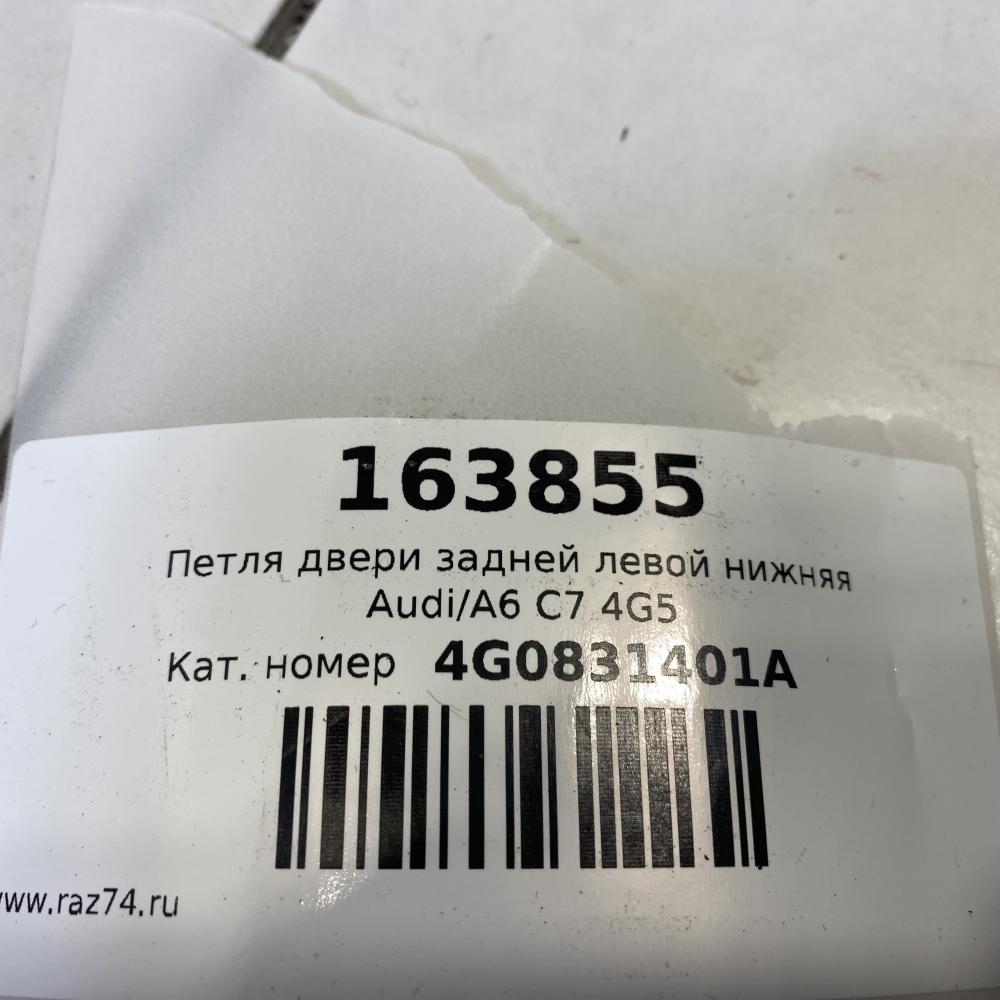 163855
Петля двери задней левой нижняя
Audi/A6 C7 4G5
Кат. номер 4G0831401A
www.raz74.ru